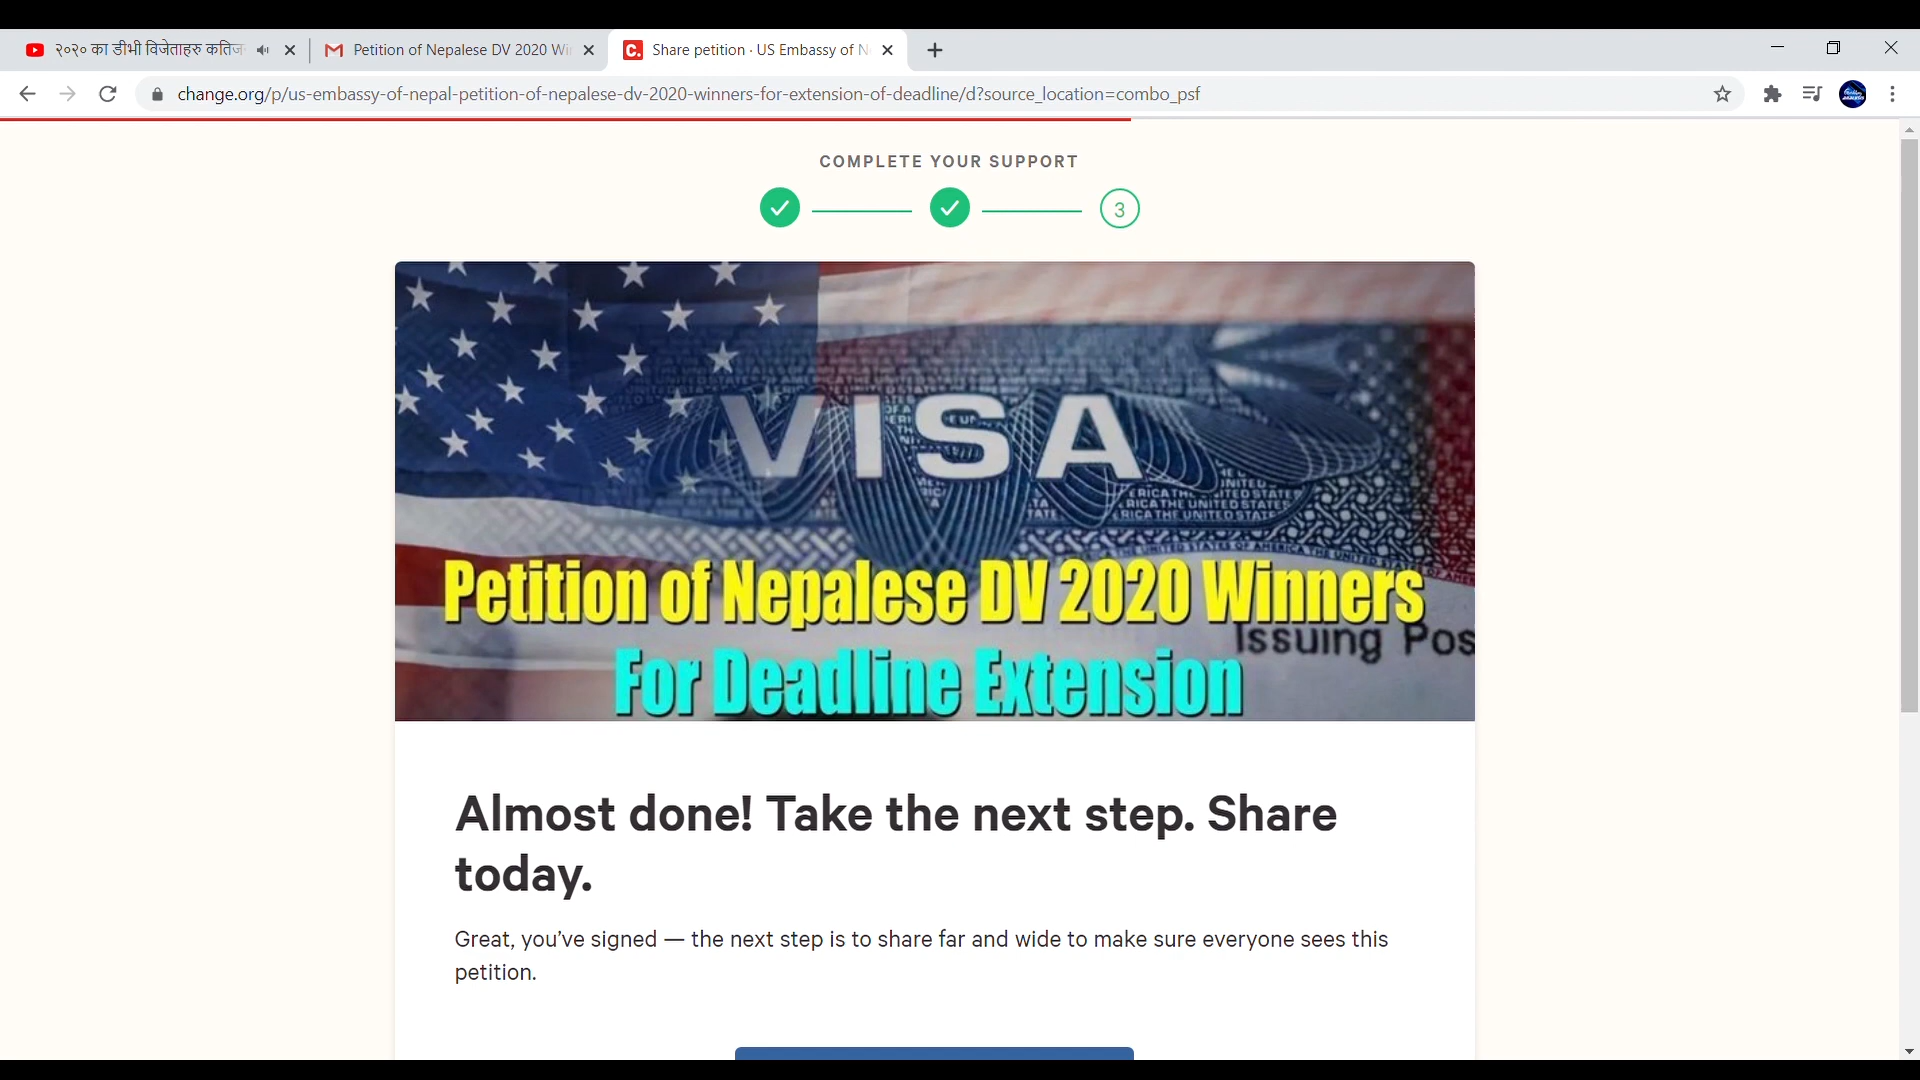 २०२० का डीभी विजेताहरु कतिज
Petition of Nepalese DV 2020 Wi
Share petition · US Embassy of N
change.org/p/us-embassy-of-nepal-petition-of-nepalese-dv-2020-winners-for-extension-of-deadline/d?source_location=combo_psf
COMPLETE YOUR SUPPORT
3
VISA
Petition of Nepalese DV 2020 Winners
Issuing Pos
For Deadline Extension
Almost done! Take the next step. Share
today.
Great, you’ve signed — the next step is to share far and wide to make sure everyone sees this
petition.